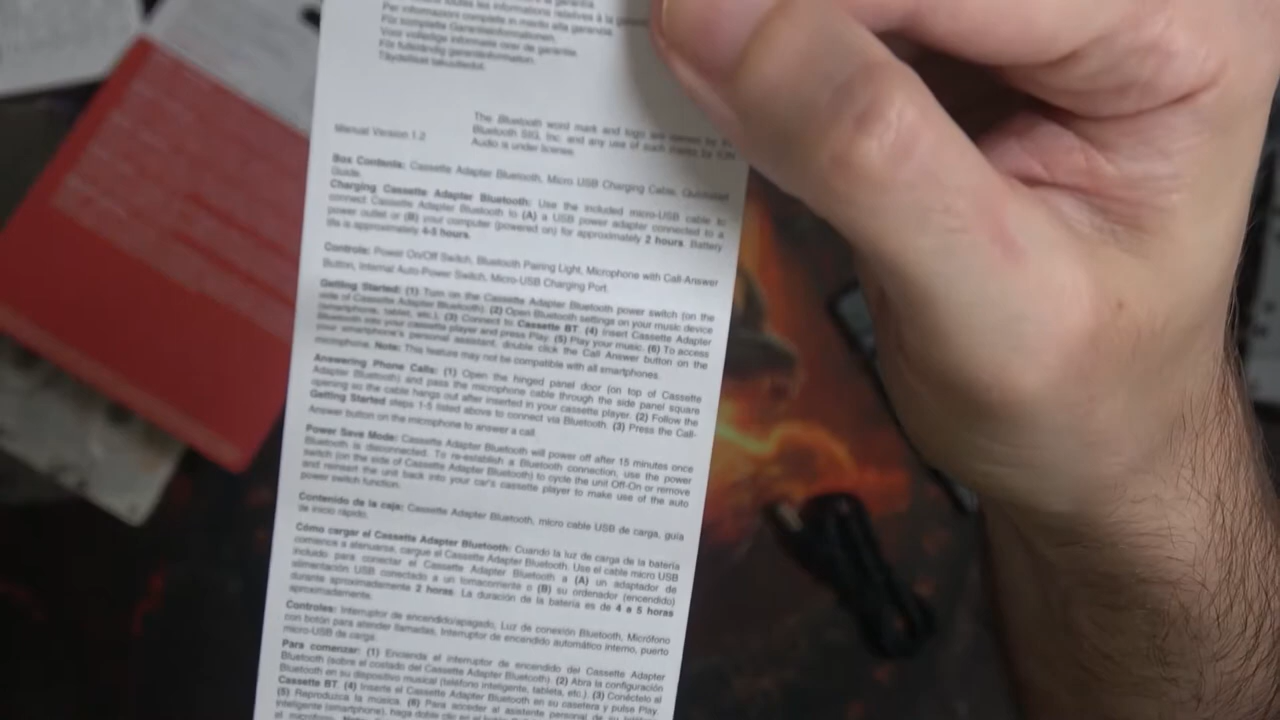 toutes les informations relatives à la
Per informazioni complete in merito alla garanzia.
Für komplette Garantieinformationen.
Voor volledige informatie over de garantie.
För fullständig garantiinformation.
Täydelliset takuutiedot.
Manual Version 1.2
The Bluetooth word mark and logo are owned by
Bluetooth SIG, Inc. and any use of such marks by ION
Audio is under license.
Box Contents: Cassette Adapter Bluetooth, Micro USB Charging Cable, Quickstart
Guide.
Charging Cassette Adapter Bluetooth: Use the included micro-USB cable to
connect Cassette Adapter Bluetooth to (A) a USB power adapter connected to a
power outlet or (B) your computer (powered on) for approximately 2 hours. Battery
life is approximately 4-5 hours.
Controls: Power On/Off Switch, Bluetooth Pairing Light, Microphone with Call-Answer
Button, Internal Auto-Power Switch, Micro-USB Charging Port.
Getting Started: (1) Turn on the Cassette Adapter Bluetooth power switch (on the
side of Cassette Adapter Bluetooth). (2) Open Bluetooth settings on your music device
(smartphone, tablet, etc.). (3) Connect to Cassette BT. (4) Insert Cassette Adapter
Bluetooth into your cassette player and press Play. (5) Play your music. (6) To access
your smartphone's personal assistant, double click the Call Answer button on the
microphone. Note: This feature may not be compatible with all smartphones.
Answering Phone Calls: (1) Open the hinged panel door (on top of Cassette
Adapter Bluetooth) and pass the microphone cable through the side panel square
opening so the cable hangs out after inserted in your cassette player. (2) Follow the
Getting Started steps 1-5 listed above to connect via Bluetooth. (3) Press the Call-
Answer button on the microphone to answer a call.
Power Save Mode: Cassette Adapter Bluetooth will power off after 15 minutes once
Bluetooth is disconnected. To re-establish a Bluetooth connection, use the power
switch (on the side of Cassette Adapter Bluetooth) to cycle the unit Off-On or remove
and reinsert the unit back into your car's cassette player to make use of the auto
power switch function.
Contenido de la caja: Cassette Adapter Bluetooth, micro cable USB de carga, guía
de inicio rápido.
Cómo cargar el Cassette Adapter Bluetooth: Cuando la luz de carga de la batería
comience a atenuarse, cargue el Cassette Adapter Bluetooth. Use el cable micro USB
incluido para conectar el Cassette Adapter Bluetooth a (A) un adaptador de
alimentación USB conectado a un tomacorriente o (B) su ordenador (encendido)
durante aproximadamente 2 horas. La duración de la batería es de 4 a 5 horas
aproximadamente.
Controles: Interruptor de encendido/apagado, Luz de conexión Bluetooth, Micrófono
con botón para atender llamadas, Interruptor de encendido automático interno, puerto
micro-USB de carga.
Para comenzar: (1) Encienda el interruptor de encendido del Cassette Adapter
Bluetooth (sobre el costado del Cassette Adapter Bluetooth). (2) Abra la configuración
Bluetooth en su dispositivo musical (teléfono inteligente, tableta, etc.). (3) Conéctelo al
Cassette BT. (4) Inserte el Cassette Adapter Bluetooth en su casetera y pulse Play.
(5) Reproduzca la música. (6) Para acceder al asistente personal de su
inteligente (smartphone), haga doble clic en el